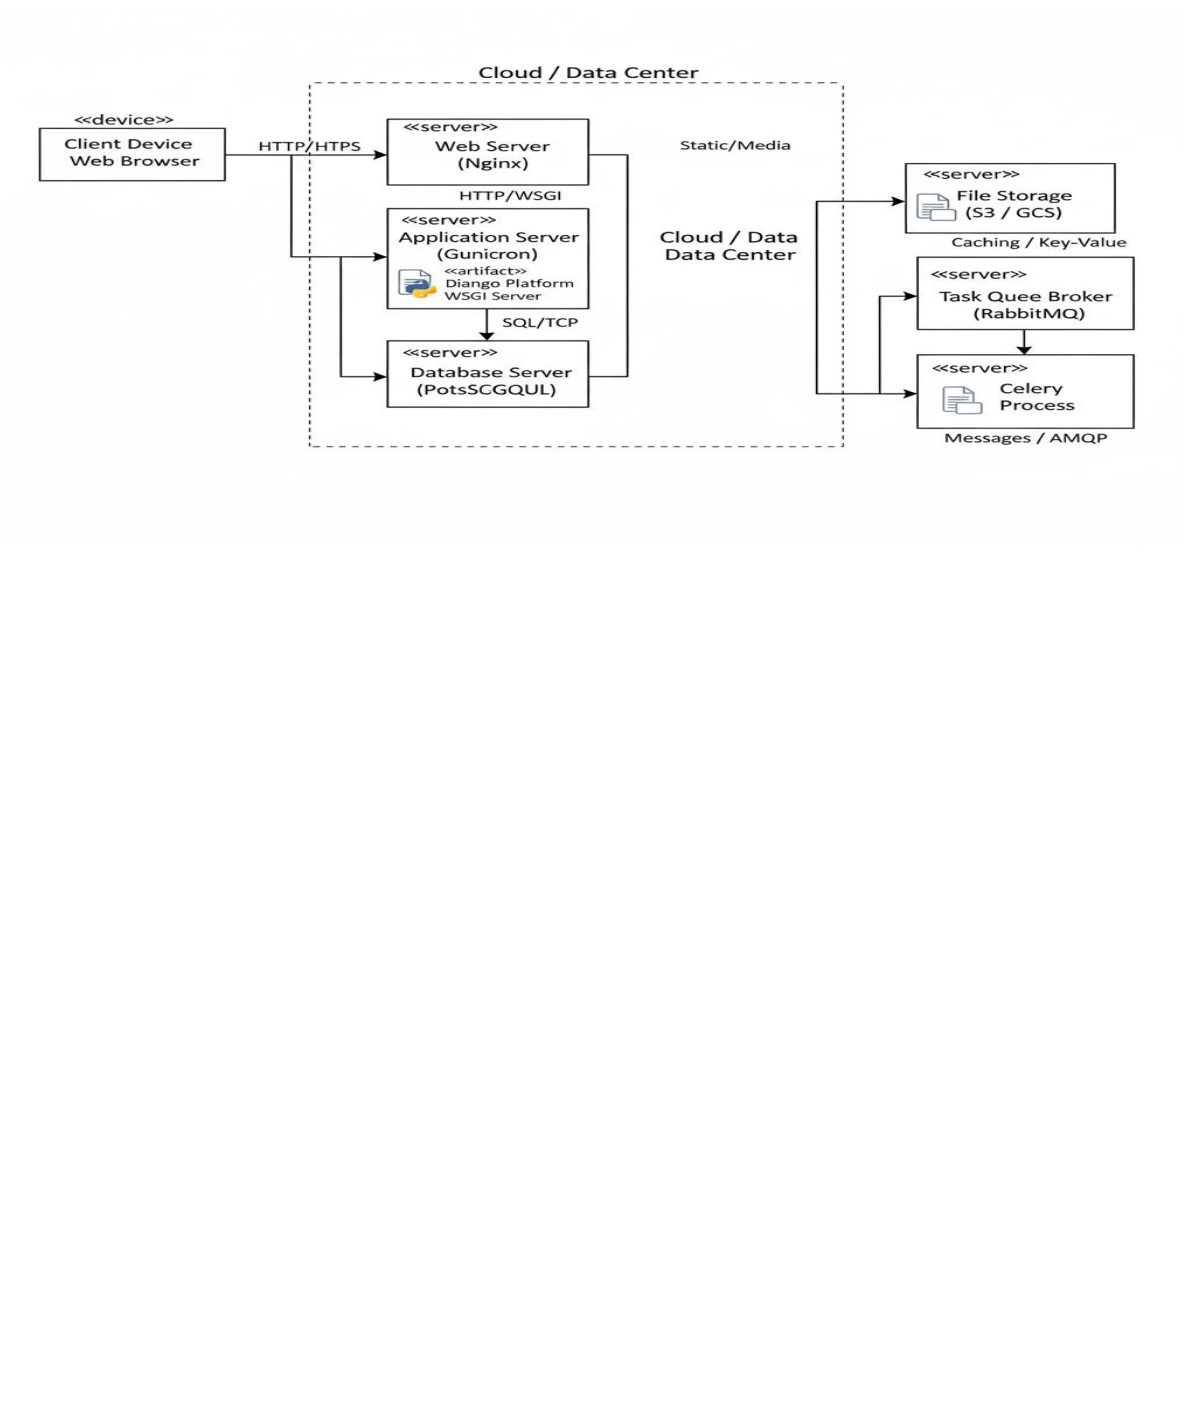 Cloud / Data Center
<<device>>
Client Device
Web Browser
HTTP/HTPS
<<server>>
Web Server
(Nginx)
HTTP/WSGI
<<server>>
Application Server
(Gunicron)
<<artifact>>
Diango Platform
WSGI Server
SQL/TCP
<<server>>
Database Server
(PotsSCGQUL)
Static/Media
Cloud / Data
Data Center
<<server>>
File Storage
(S3 / GCS)
Caching / Key-Value
<<server>>
Task Quee Broker
(RabbitMQ)
<<server>>
Celery
Process
Messages / AMQP